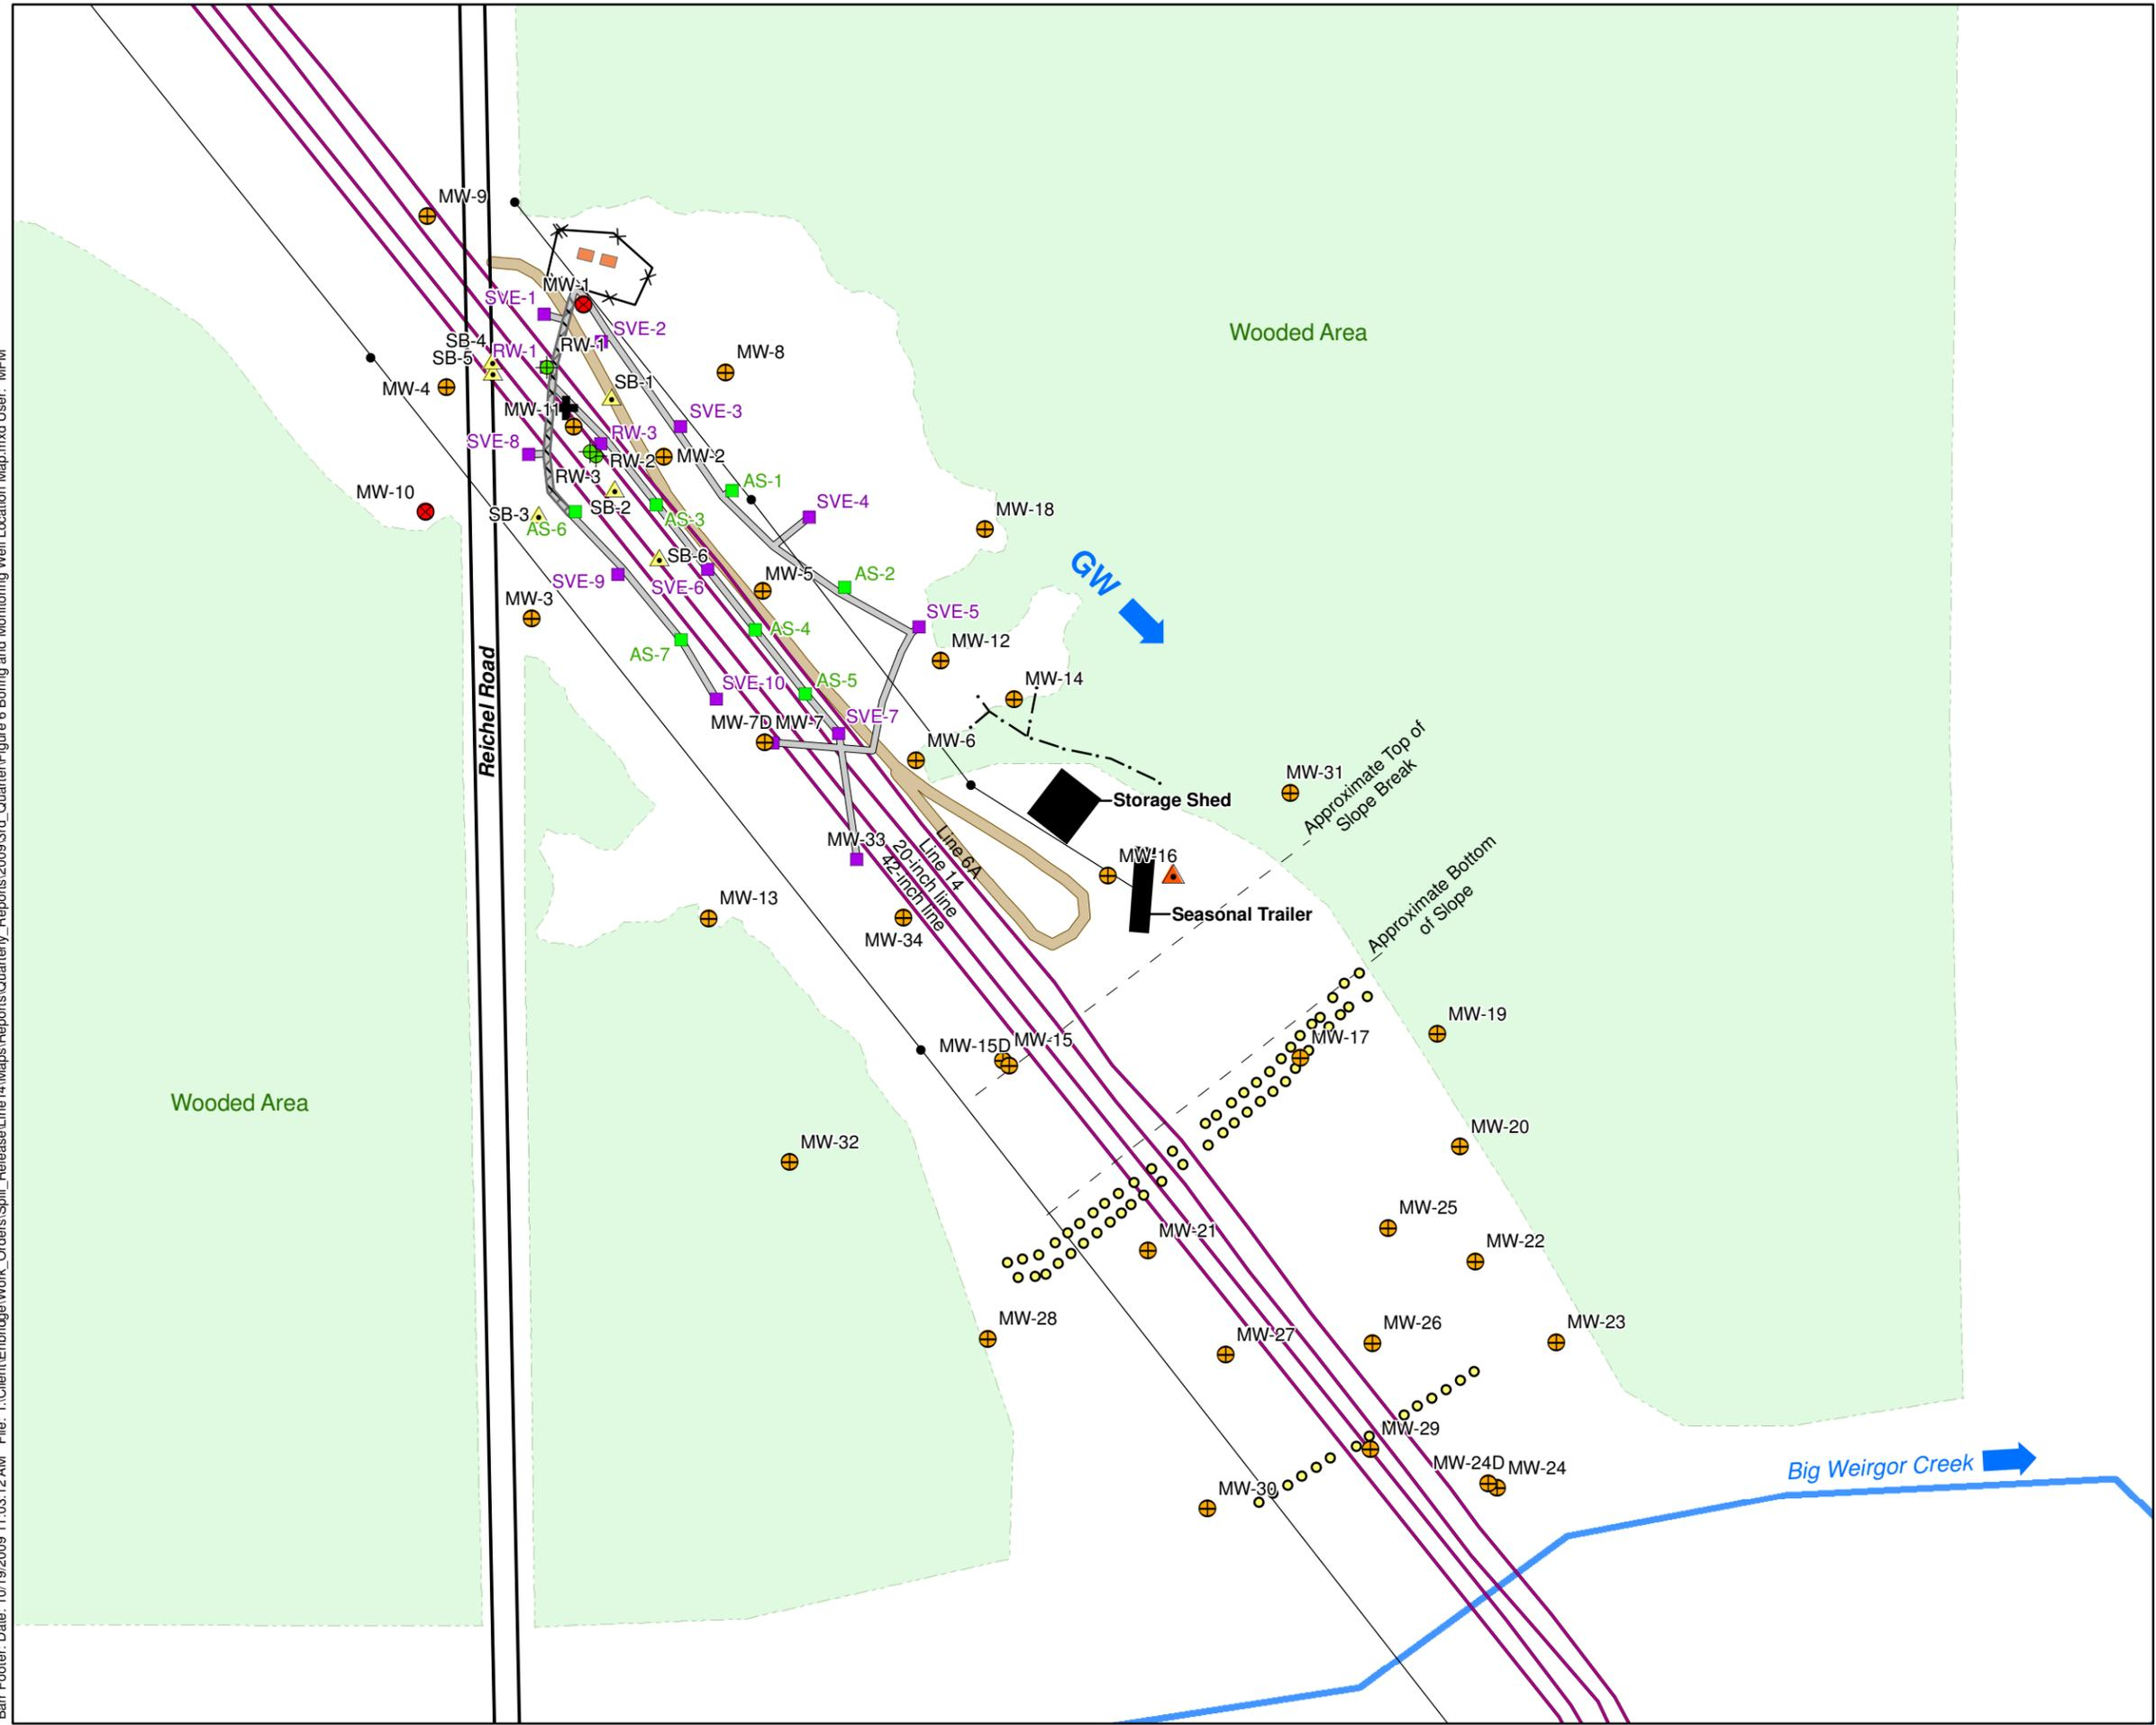 MW-9
Wooded Area
MW-1
SVE-1
SVE-2
SB-4
RW-1
RW-1
SB-5
MW-8
MW-4
SB-1
MW-11
SVE-3
RW-3
SVE-8
RW-2
MW-2
RW-3
AS-1
MW-10
SB-2
SVE-4
SB-3
AS-3
MW-18
AS-6
SB-6
GW
SVE-9
SVE-6
MW-5
AS-2
MW-3
SVE-5
AS-4
MW-12
AS-7
SVE-10
AS-5
MW-14
Reichel Road
MW-7D
MW-7
SVE-7
MW-6
MW-31
Approximate Top of
Slope Break
Storage Shed
MW-33
Line 6A
Line 14
20-inch line
42-inch line
MW-16
Approximate Bottom
of Slope
MW-13
Seasonal Trailer
MW-34
MW-19
MW-15D
MW-15
MW-17
Wooded Area
MW-20
MW-32
MW-25
MW-21
MW-22
MW-28
MW-27
MW-26
MW-23
MW-29
MW-24D
MW-24
Big Weirgor Creek
MW-30
Barr Footer: Date: 10/19/2009 11:03:12 AM File: I:\Client\Enbridge\Work_Orders\Spill_Release\Line14\Maps\Reports\Quarterly_Reports\2009\3rd_Quarter\Figure 6 Boring and Monitoring Well Location Map.mxd User: MPM